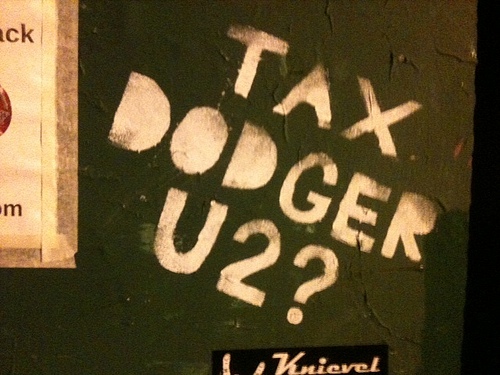 TAX
DODGER
U2?
Knievel
ack
om